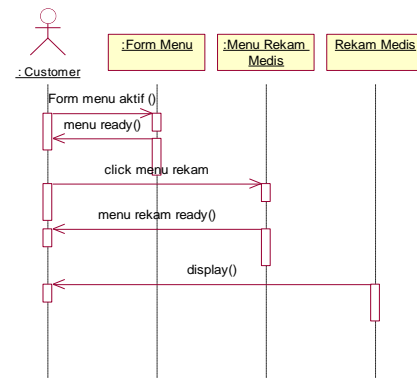 : Customer
:Form Menu
:Menu Rekam
Medis
Rekam Medis
Form menu aktif ()
menu ready()
click menu rekam
menu rekam ready()
display()